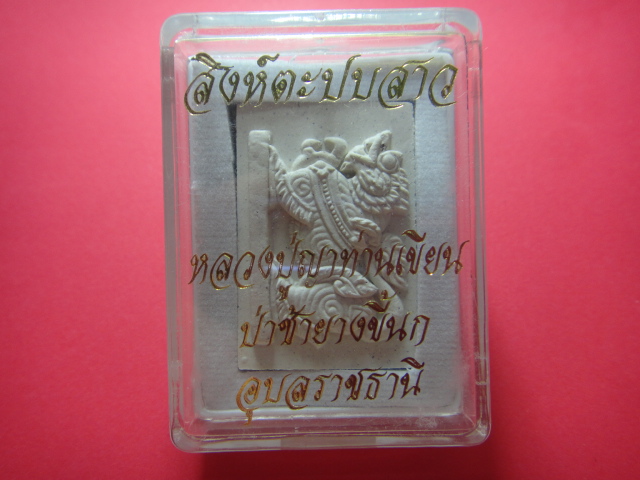 สิงห์ตะปบสาว
หลวงปู่ญาท่านเขียน
ป่าช้ายางขี้นก
อุบลราชธานี